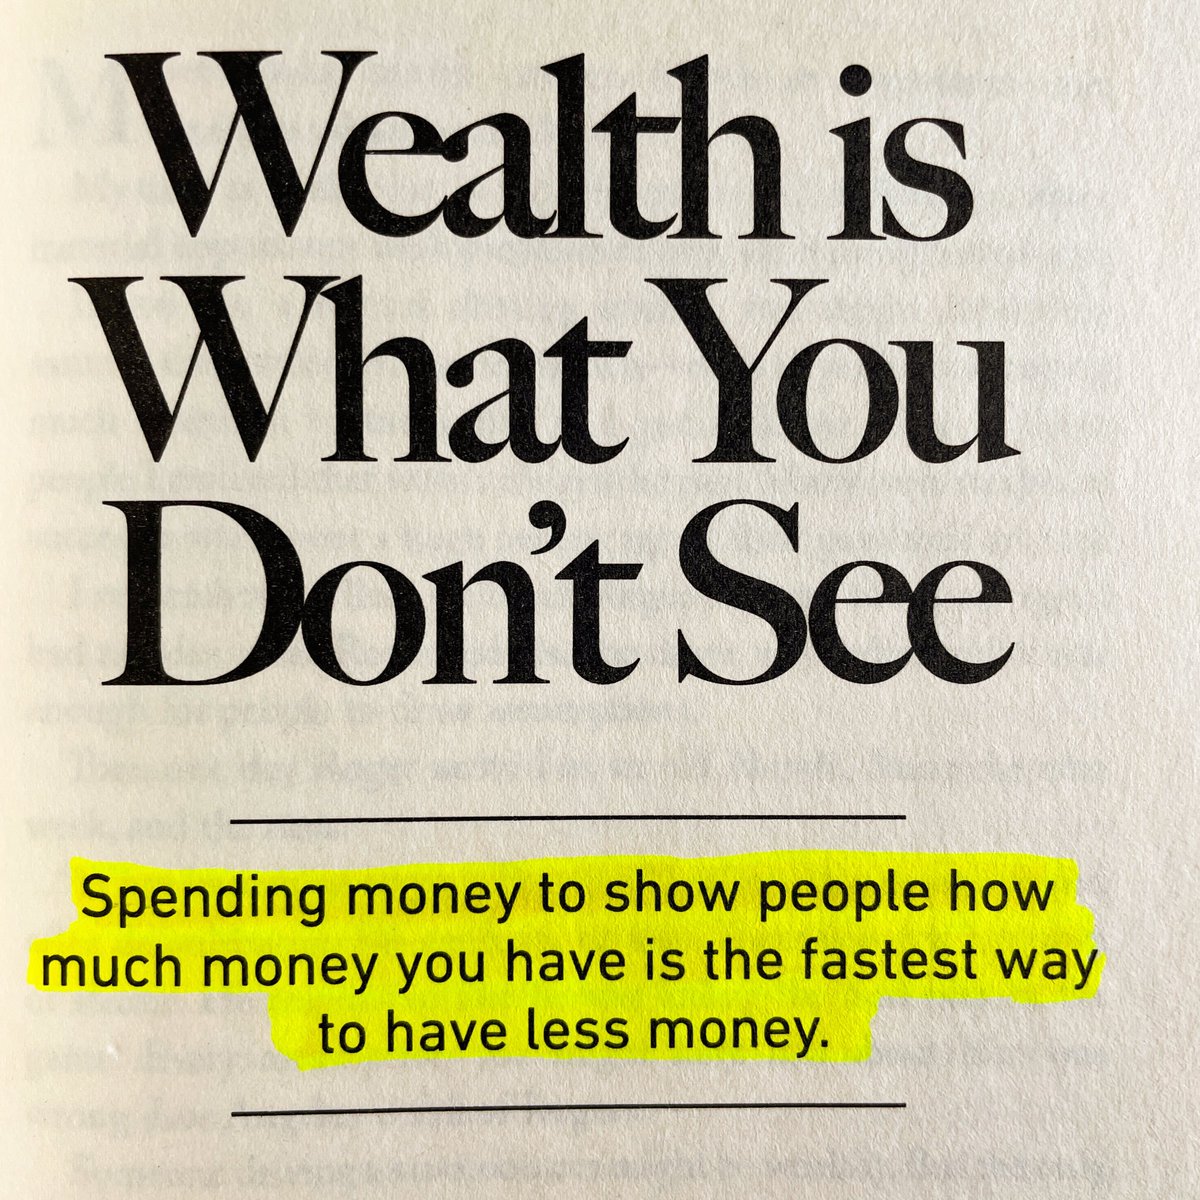 Wealth is
What You
Don't See
Spending money to show people how
much money you have is the fastest way
to have less money.